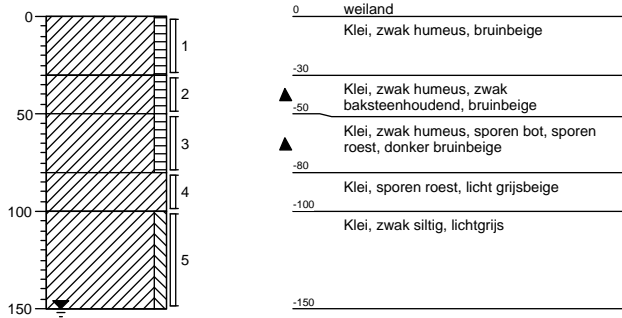 0
50
100
150
1
2
3
4
5
0
weiland
Klei, zwak humeus, bruinbeige
-30
Klei, zwak humeus, zwak
baksteenhoudend, bruinbeige
-50
Klei, zwak humeus, sporen bot, sporen
roest, donker bruinbeige
-80
Klei, sporen roest, licht grijsbeige
-100
Klei, zwak siltig, lichtgrijs
-150